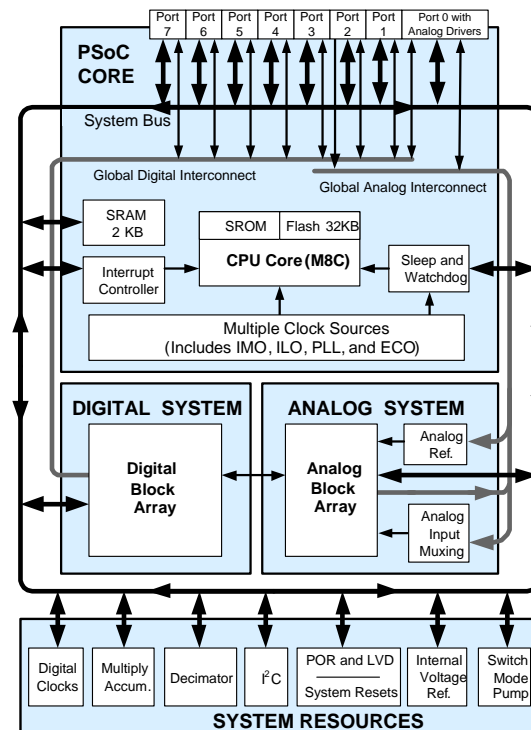 Port 7 Port 6 Port 5 Port 4 Port 3 Port 2 Port 1 Port 0 with Analog Drivers
PSoC
CORE
System Bus
Global Digital Interconnect
Global Analog Interconnect
SRAM
2 KB
SROM
Flash 32KB
CPU Core (M8C)
Interrupt
Controller
Sleep and
Watchdog
Multiple Clock Sources
(Includes IMO, ILO, PLL, and ECO)
DIGITAL SYSTEM
Digital
Block
Array
ANALOG SYSTEM
Analog
Block
Array
Analog
Ref.
Analog
Input
Muxing
Digital
Clocks
Multiply
Accum.
Decimator
I²C
POR and LVD
System Resets
Internal
Voltage
Ref.
Switch
Mode
Pump
SYSTEM RESOURCES